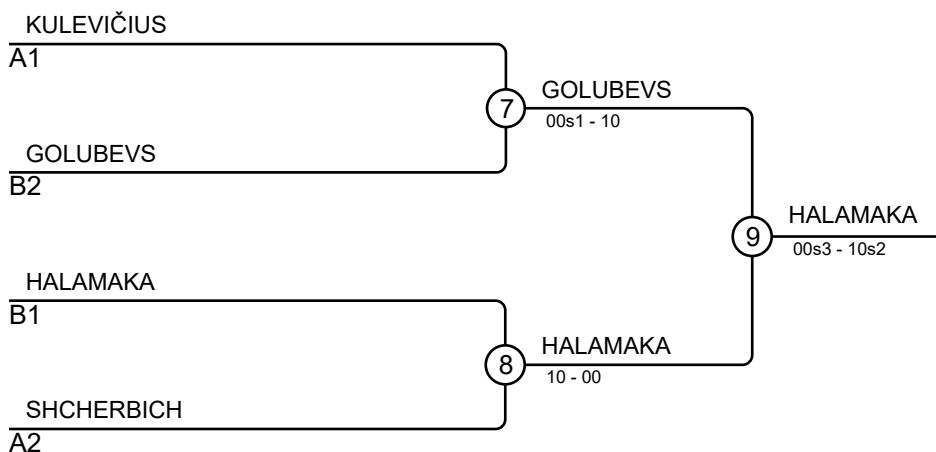 KULEVIČIUS
A1
7
GOLUBEVS
00s1 - 10
GOLUBEVS
B2
9
HALAMAKA
00s3 - 10s2
HALAMAKA
B1
8
HALAMAKA
10 - 00
SHCHERBICH
A2